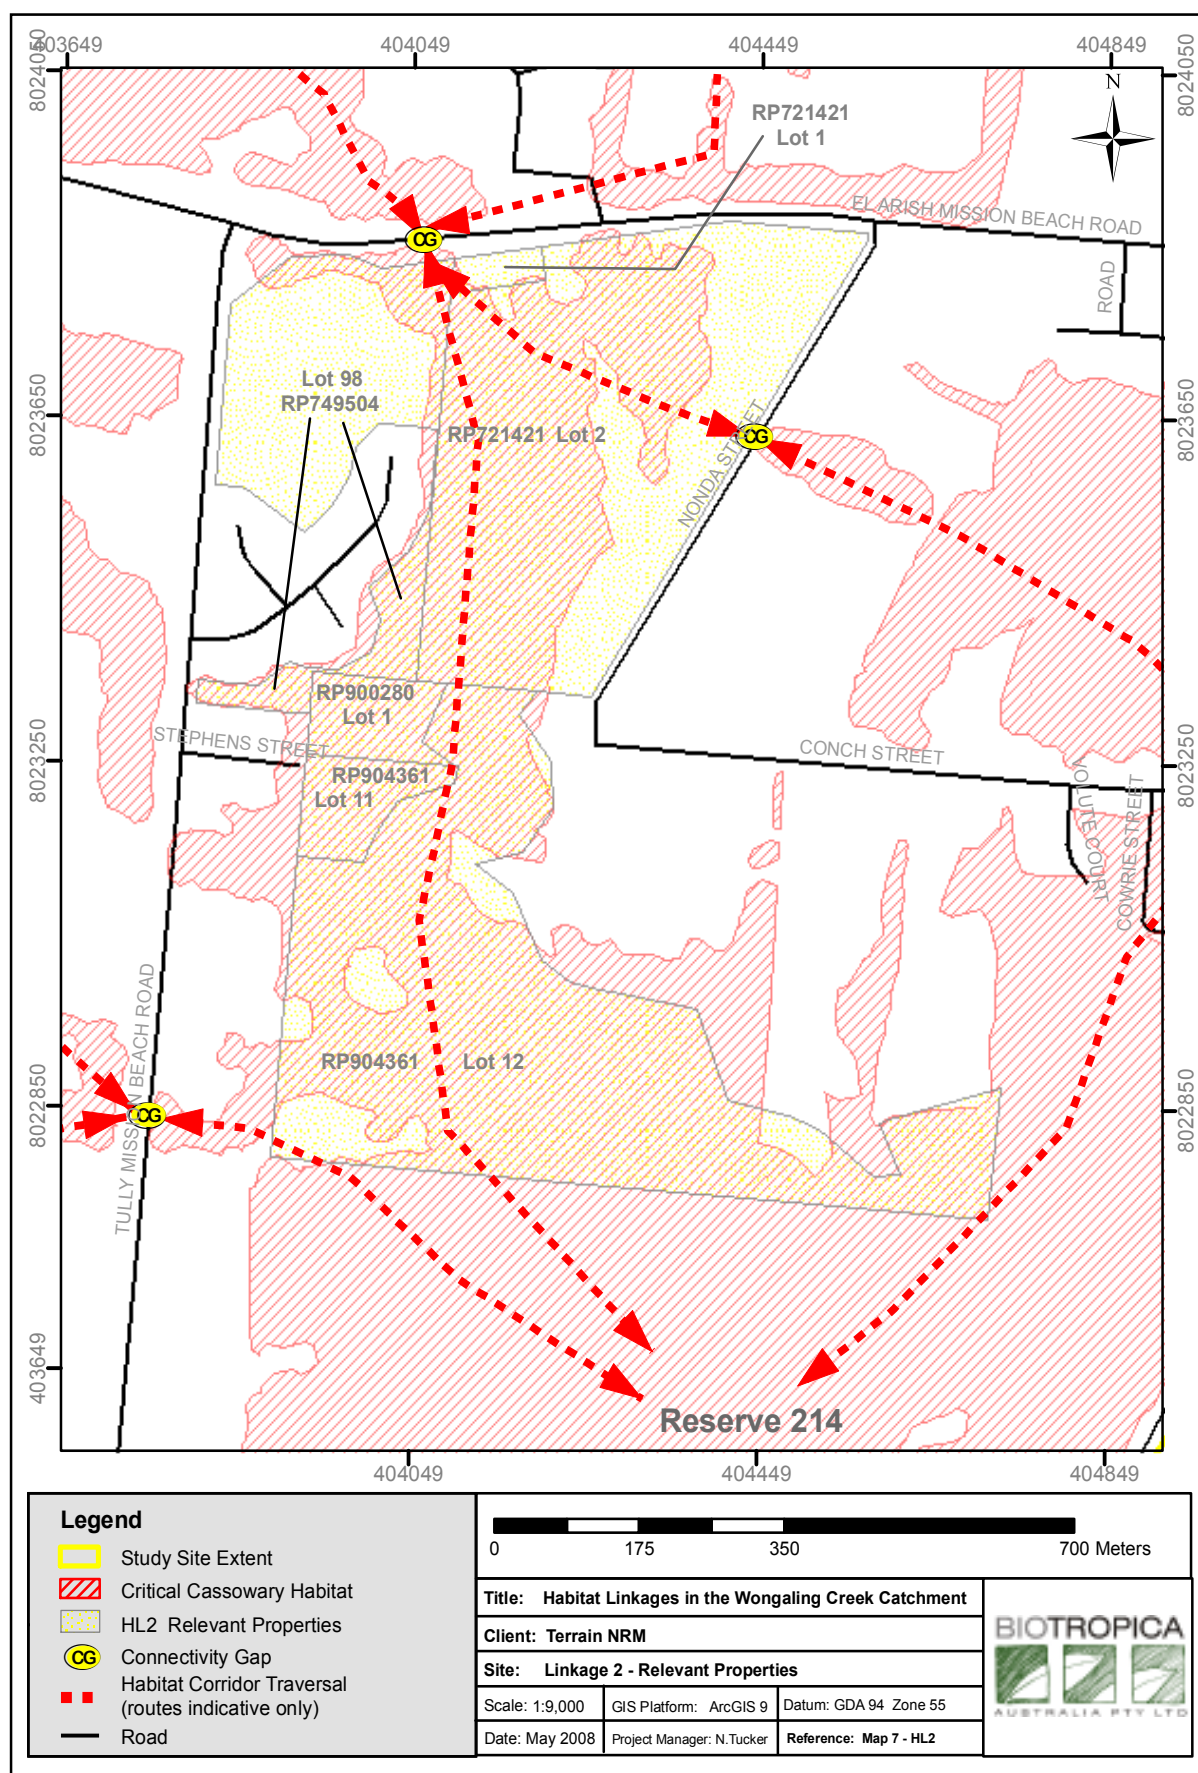 403649 404049 404449 404849
8024050 8024050
N
RP721421
Lot 1
EL ARISH MISSION BEACH ROAD
CG
ROAD
Lot 98
RP749504
8023650 8023650
RP721421 Lot 2
CG
NONDA STREET
RP900280
Lot 1
STEPHENS STREET
CONCH STREET
8023250 8023250
RP904361
Lot 11
VOLUTE COURT
COWRIE STREET
TULLY MISSION BEACH ROAD
RP904361 Lot 12
8022850 8022850
CG
403649
Reserve 214
404049 404449 404849
Legend
Study Site Extent
Critical Cassowary Habitat
HL2 Relevant Properties
CG Connectivity Gap
Habitat Corridor Traversal
(routes indicative only)
Road
0 175 350 700 Meters
Title: Habitat Linkages in the Wongaling Creek Catchment
Client: Terrain NRM
Site: Linkage 2 - Relevant Properties
Scale: 1:9,000 GIS Platform: ArcGIS 9 Datum: GDA 94 Zone 55
Date: May 2008 Project Manager: N.Tucker Reference: Map 7 - HL2
BIOTROPICA
AUSTRALIA PTY LTD